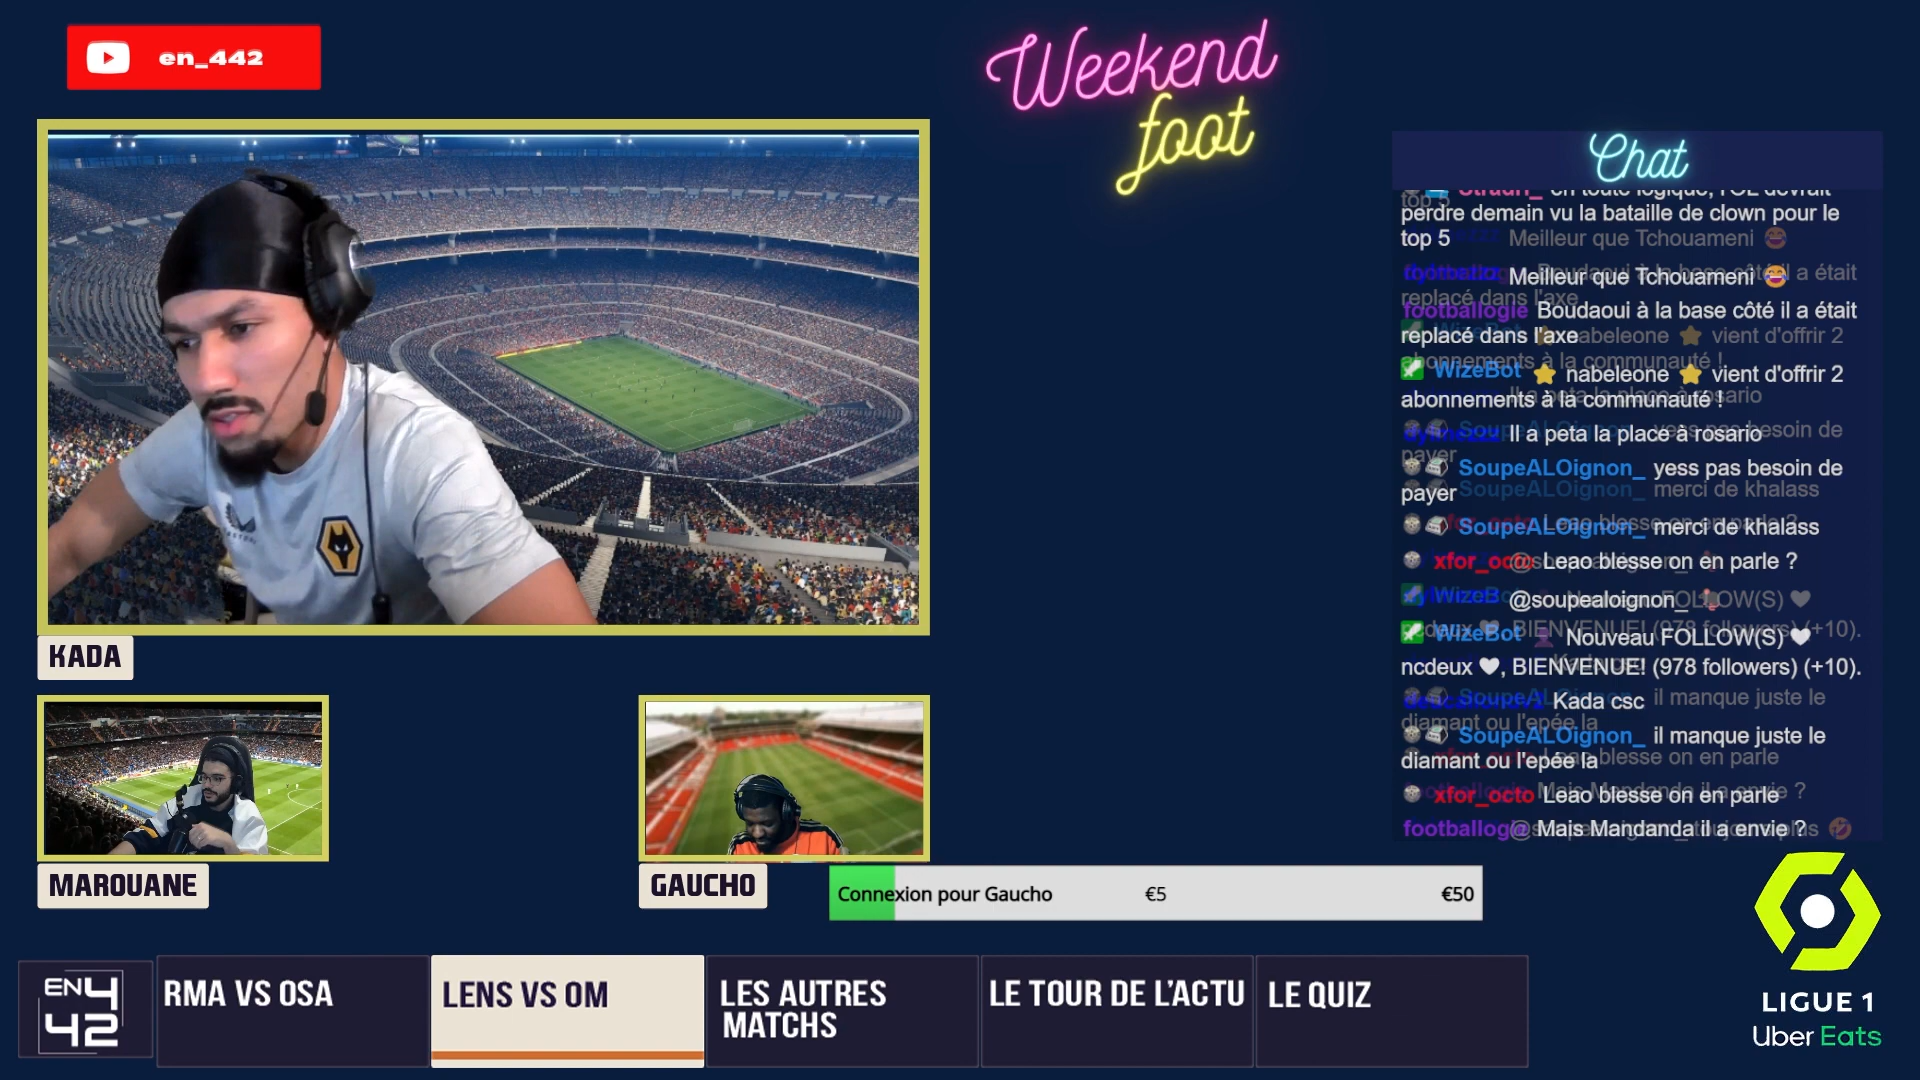 en_442
Weekend
foot
Chat
perdre demain vu la bataille de clown pour le
top 5
Meilleur que Tchouameni
footballogie Boudaoui à la base côté il a était
replacé dans l'axe
WizeBot nabeleone vient d'offrir 2
abonnements à la communauté !
Il a peta la place à rosario
SoupeALOignon_ yess pas besoin de
payer
SoupeALOignon_ merci de khalass
xfor_octo Leao blesse on en parle ?
@soupealoignon_
WizeBot Nouveau FOLLOW(S)
ncdeux, BIENVENUE! (978 followers) (+10).
Kada csc
SoupeALOignon_ il manque juste le
diamant ou l'epée la
xfor_octo Leao blesse on en parle
footballogie Mais Mandanda il a envie ?
KADA
MAROUANE
GAUCHO
Connexion pour Gaucho €5 €50
EN 4
42
RMA VS OSA
LENS VS OM
LES AUTRES
MATCHS
LE TOUR DE L'ACTU
LE QUIZ
LIGUE 1
Uber Eats